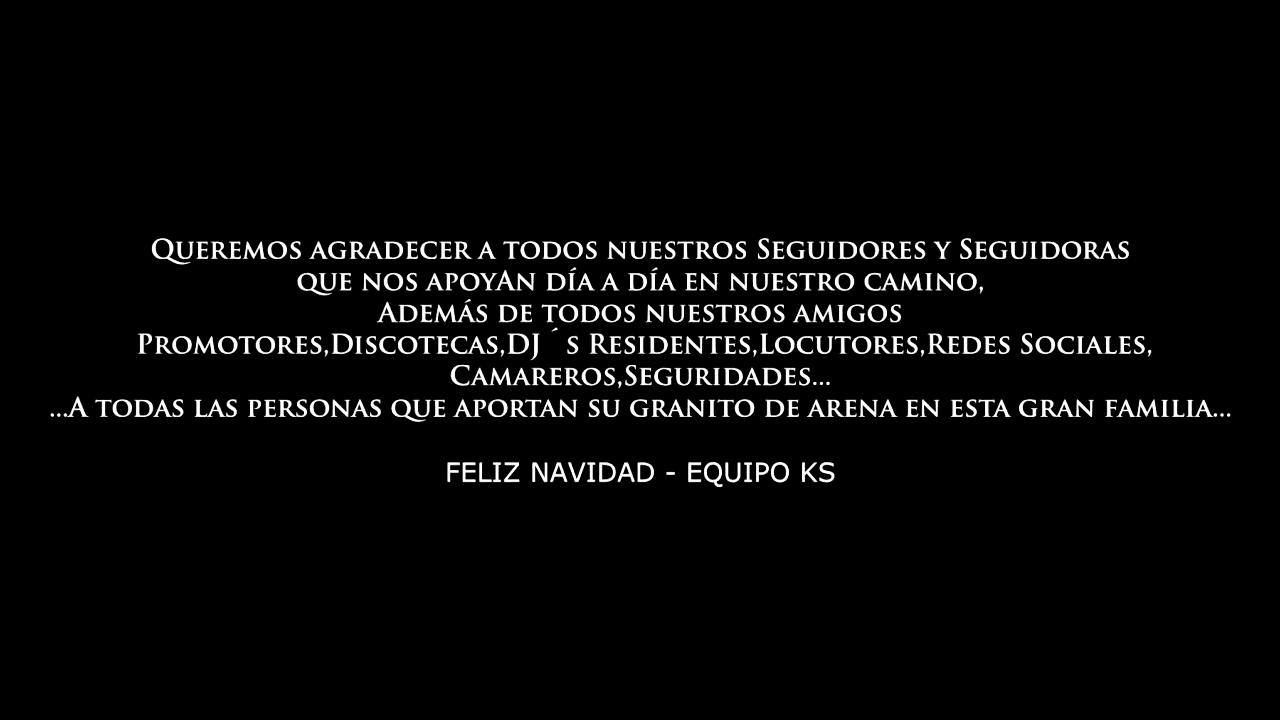 Queremos agradecer a todos nuestros Seguidores y Seguidoras
que nos apoyAn día a día en nuestro camino,
Además de todos nuestros amigos
Promotores,Discotecas,DJ´s Residentes,Locutores,Redes Sociales,
Camareros,Seguridades...
...A todas las personas que aportan su granito de arena en esta gran familia...
FELIZ NAVIDAD - EQUIPO KS